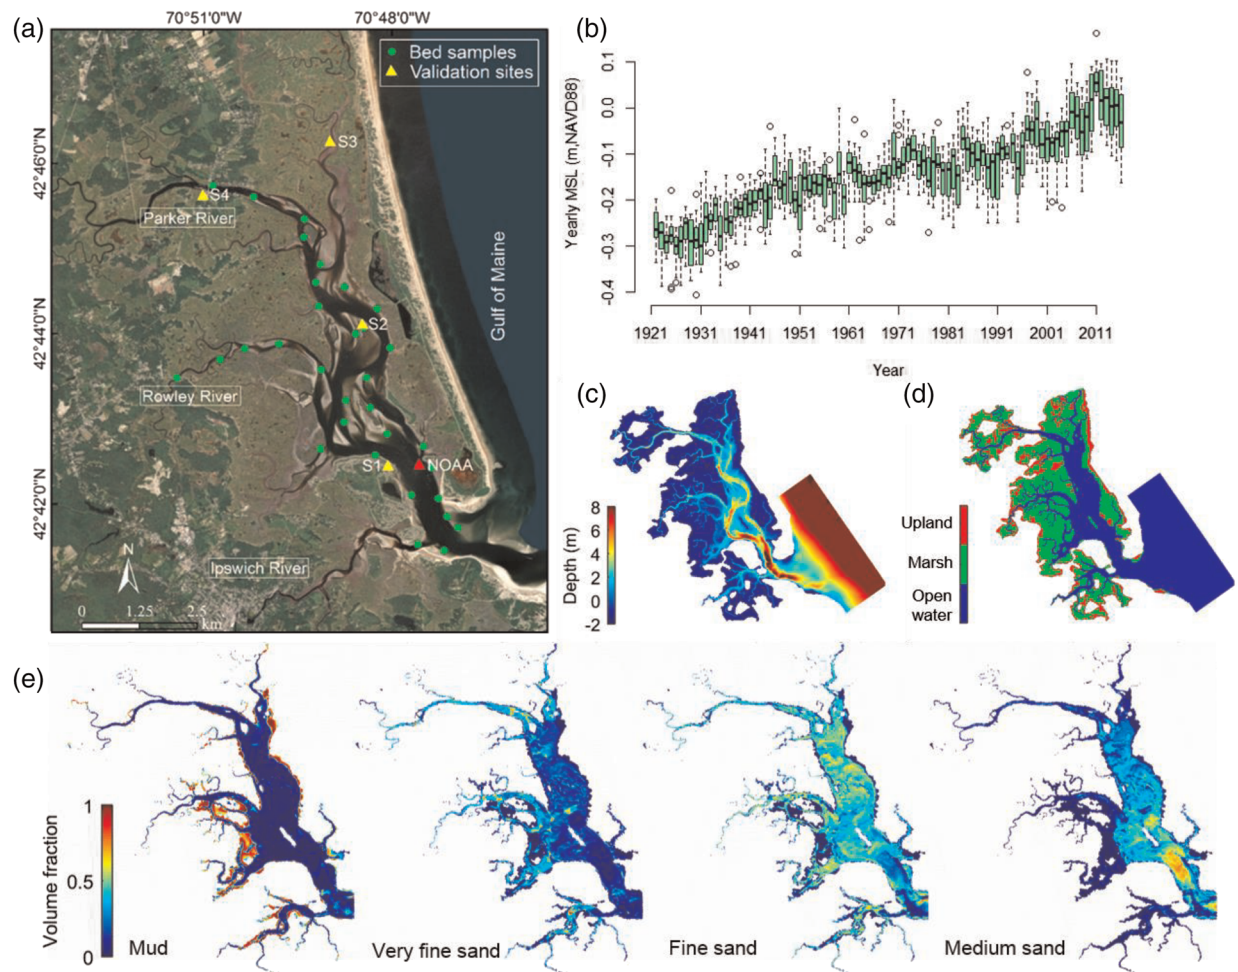 (a)
70°51'0"W
70°48'0"W
Bed samples
Validation sites
42°46'0"N
42°44'0"N
42°42'0"N
S3
S4
Parker River
S2
Gulf of Maine
Rowley River
S1
NOAA
N
Ipswich River
0 1.25 2.5
km
(b)
Yearly MSL (m,NAVD88)
0.1
0.0
-0.1
-0.2
-0.3
-0.4
1921 1931 1941 1951 1961 1971 1981 1991 2001 2011
Year
(c)
Depth (m)
8
6
4
2
0
-2
(d)
Upland
Marsh
Open
water
(e)
Volume fraction
1
0.5
0
Mud
Very fine sand
Fine sand
Medium sand